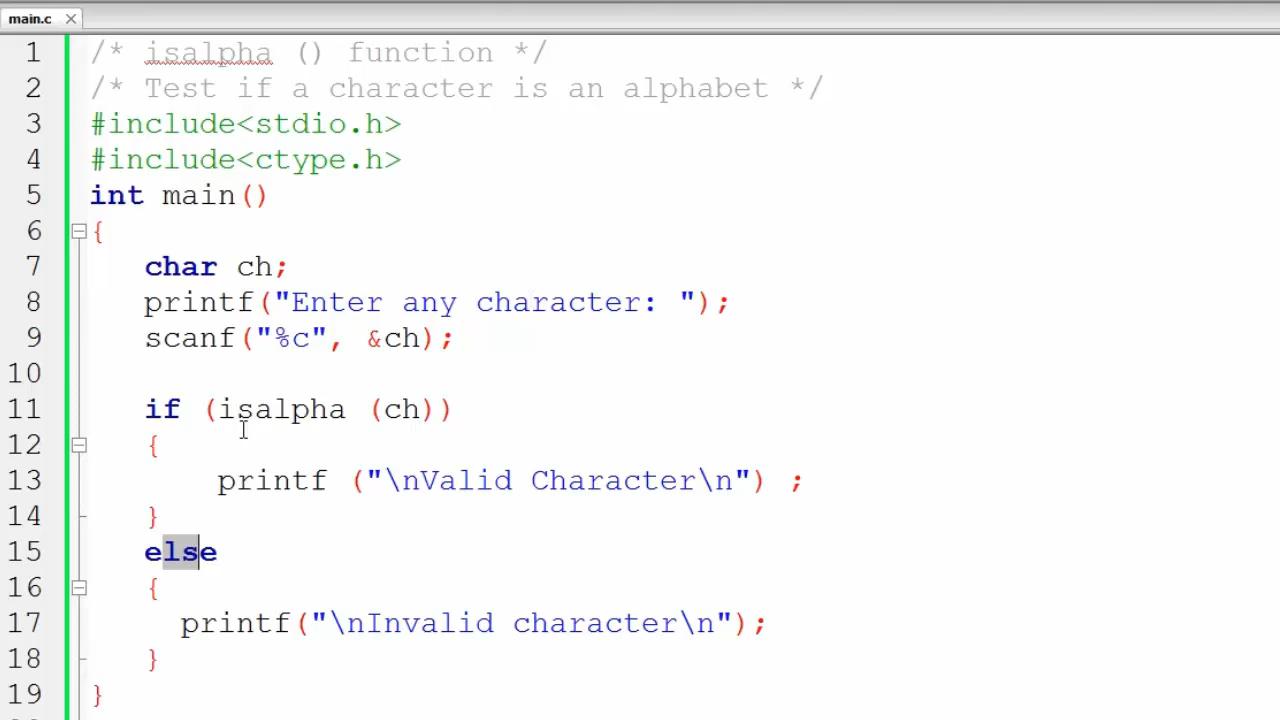 main.c
1 /* isalpha () function */
2 /* Test if a character is an alphabet */
3 #include<stdio.h>
4 #include<ctype.h>
5 int main()
6 {
7 char ch;
8 printf("Enter any character: ");
9 scanf("%c", &ch);
10
11 if (isalpha (ch))
12 {
13 printf ("\nValid Character\n") ;
14 }
15 else
16 {
17 printf("\nInvalid character\n");
18 }
19 }